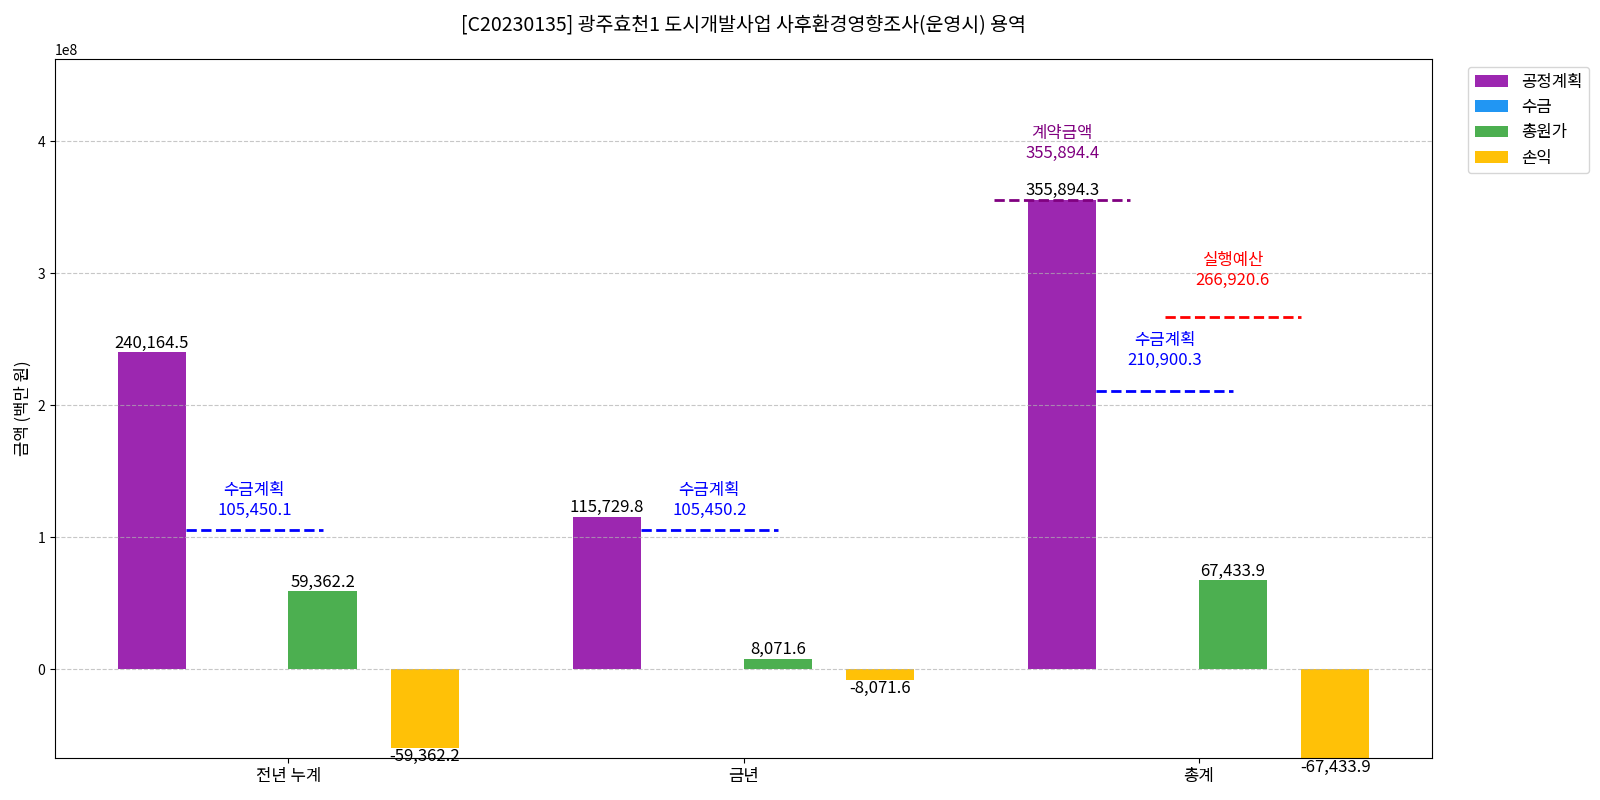 [C20230135] 광주효천1 도시개발사업 사후환경영향조사(운영시) 용역
1e8
공정계획
수금
총원가
손익
금액 (백만 원)
4
3
2
1
0
계약금액
355,894.4
355,894.3
실행예산
266,920.6
수금계획
210,900.3
240,164.5
수금계획
105,450.1
115,729.8
수금계획
105,450.2
59,362.2
8,071.6
67,433.9
-59,362.2
-8,071.6
-67,433.9
전년 누계
금년
총계